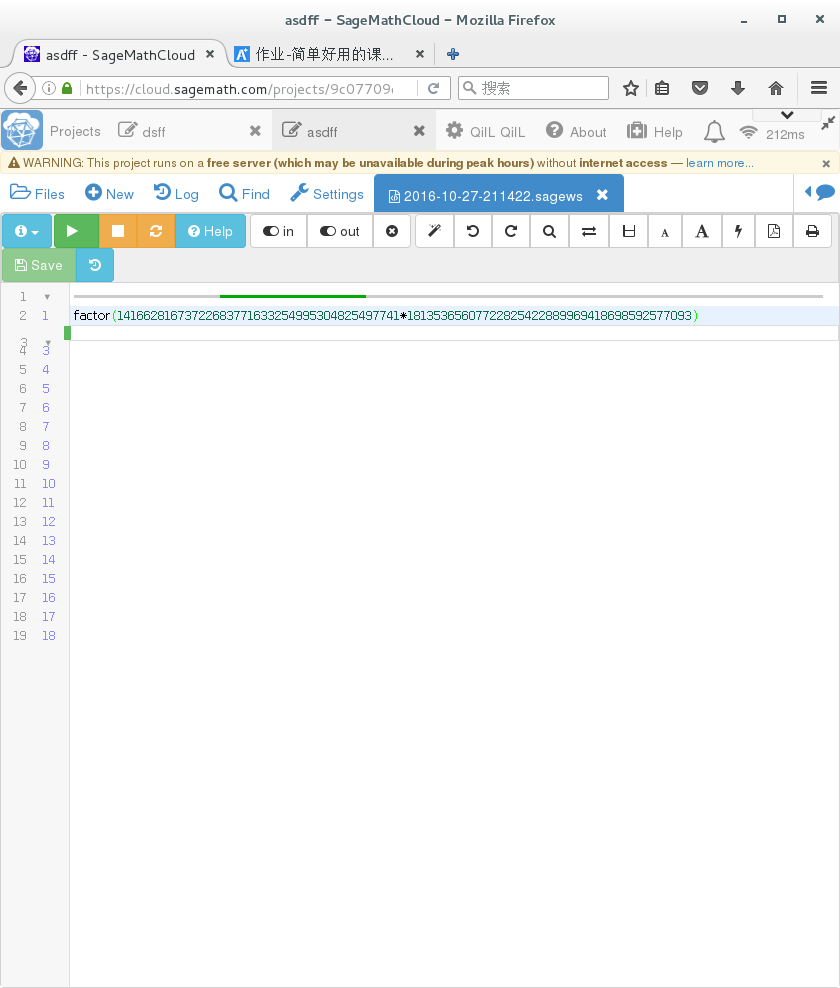 asdff – SageMathCloud – Mozilla Firefox
asdff - SageMathCloud
作业-简单好用的课...
https://cloud.sagemath.com/projects/9c07709
搜索
Projects
dsff
asdff
QilL QilL
About
Help
212ms
WARNING: This project runs on a free server (which may be unavailable during peak hours) without internet access — learn more...
Files
New
Log
Find
Settings
2016-10-27-211422.sagews
Help
in
out
A
A
Save
1
2 1 factor(14166281673722683771633254995304825497741*18135365607722825422889969418698592577093)
3
4 3
5 4
6 5
7 6
8 7
9 8
10 9
11 10
12 11
13 12
14 13
15 14
16 15
17 16
18 17
19 18